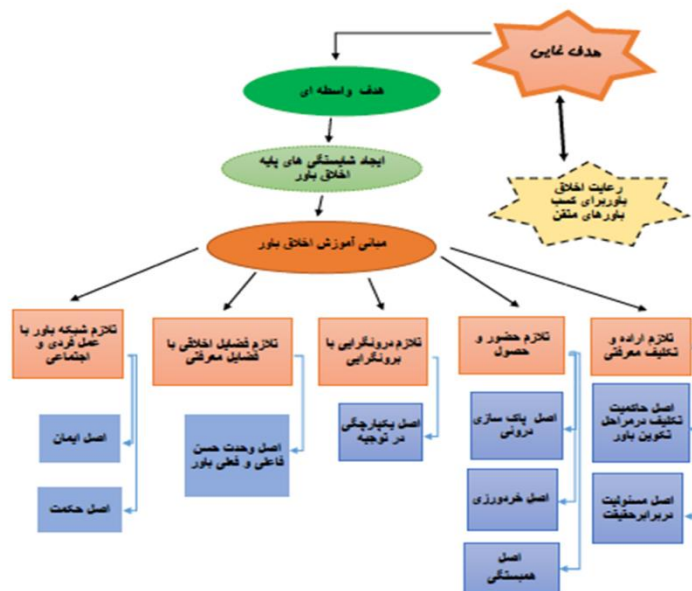 هدف غایی
هدف واسطه ای
ایجاد شایستگی های پایه
اخلاق باور
رعایت اخلاق
باوربرای کسب
باورهای متقن
مبانی آموزش اخلاق باور
تلازم اراده و
تکلیف معرفتی
تلازم حضور و
حصول
تلازم درونگرایی با
برونگرایی
تلازم فضایل اخلاقی با
فضایل معرفتی
تلازم شبکه باور با
عمل فردی و
اجتماعی
اصل حاکمیت
تکلیف درمراحل
تکوین باور
اصل مسئولیت
دربرابرحقیقت
اصل پاک سازی
درونی
اصل خردورزی
اصل
همبستگی
اصل یکپارچگی
در توجیه
اصل وحدت حسن
فاعلی و فعلی باور
اصل ایمان
اصل حکمت